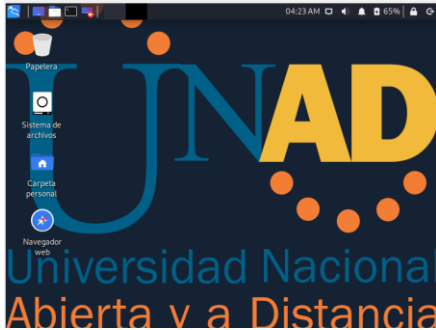 04:23 AM 65%
Papelera
Sistema de
archivos
Carpeta
personal
Navegador
web
UNAD
Universidad Nacional
Abierta y a Distancia